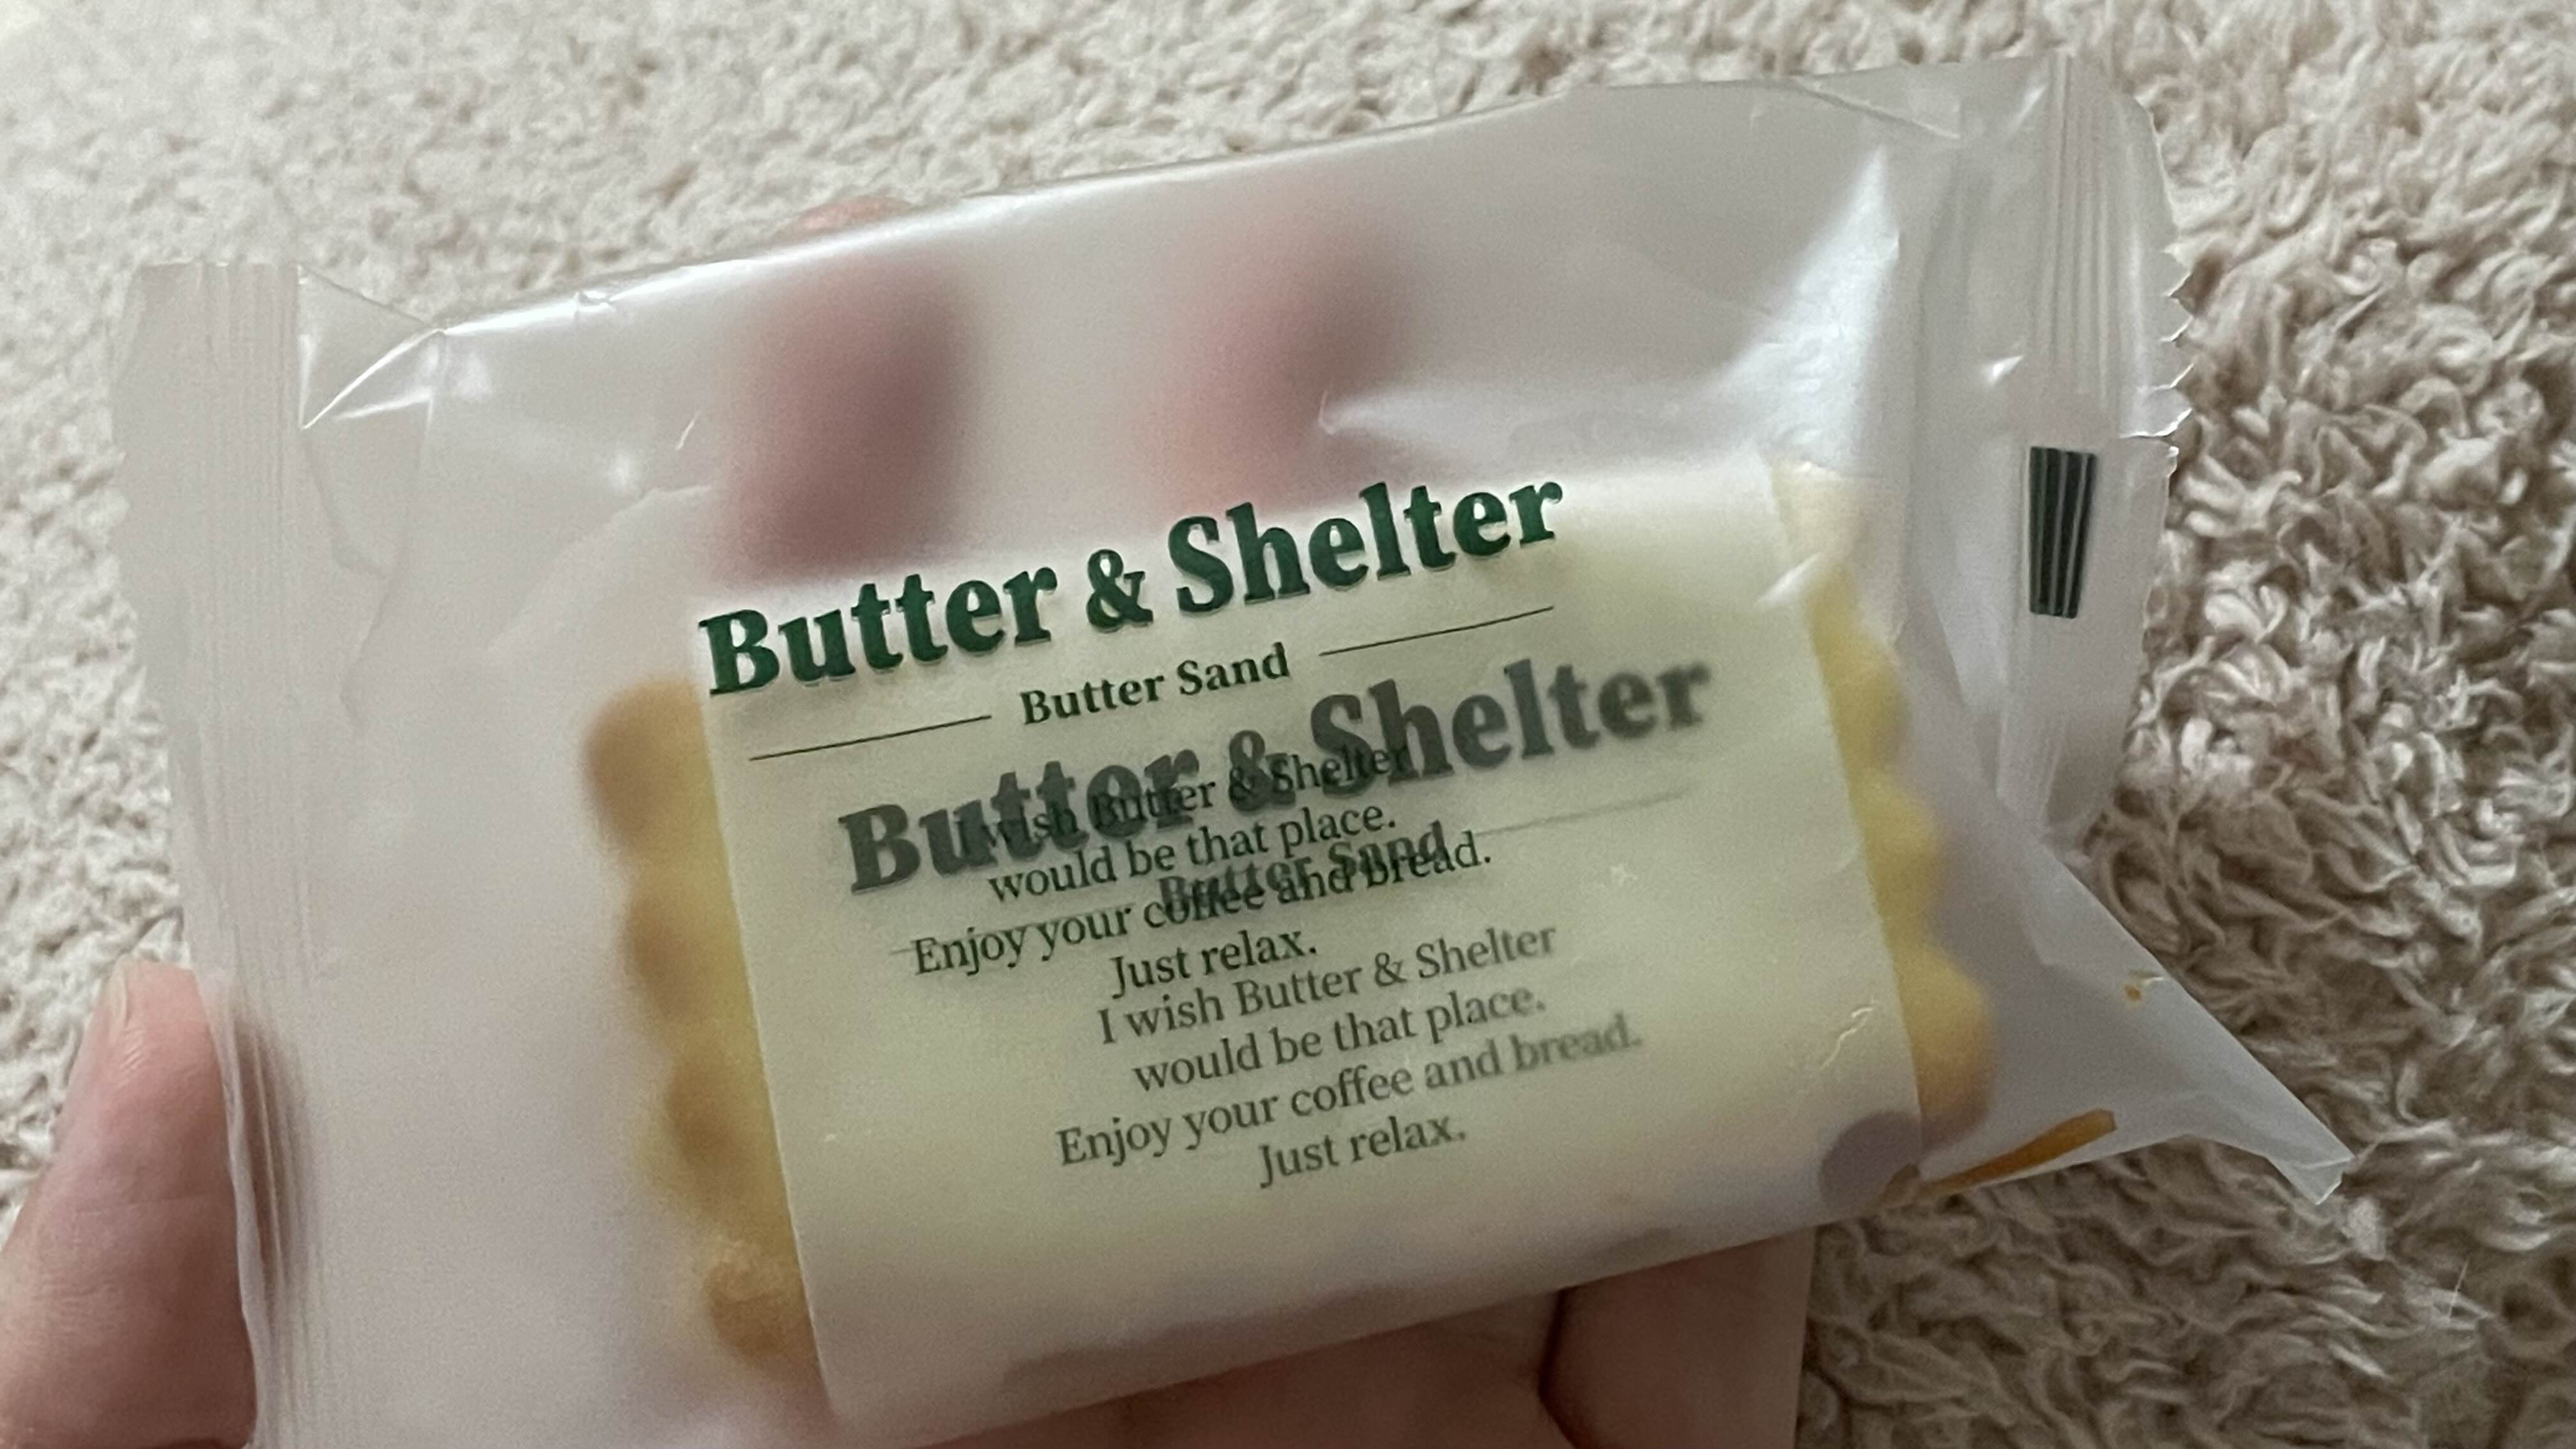 Butter & Shelter
Butter Sand
Butter & Shelter
I wish Butter & Shelter
would be that place.
Butter Sand
Enjoy your coffee and bread.
Just relax.
I wish Butter & Shelter
would be that place.
Enjoy your coffee and bread.
Just relax.